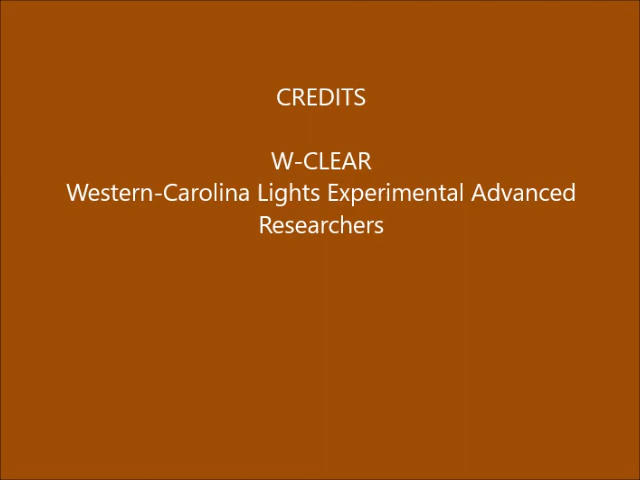 CREDITS
W-CLEAR
Western-Carolina Lights Experimental Advanced
Researchers